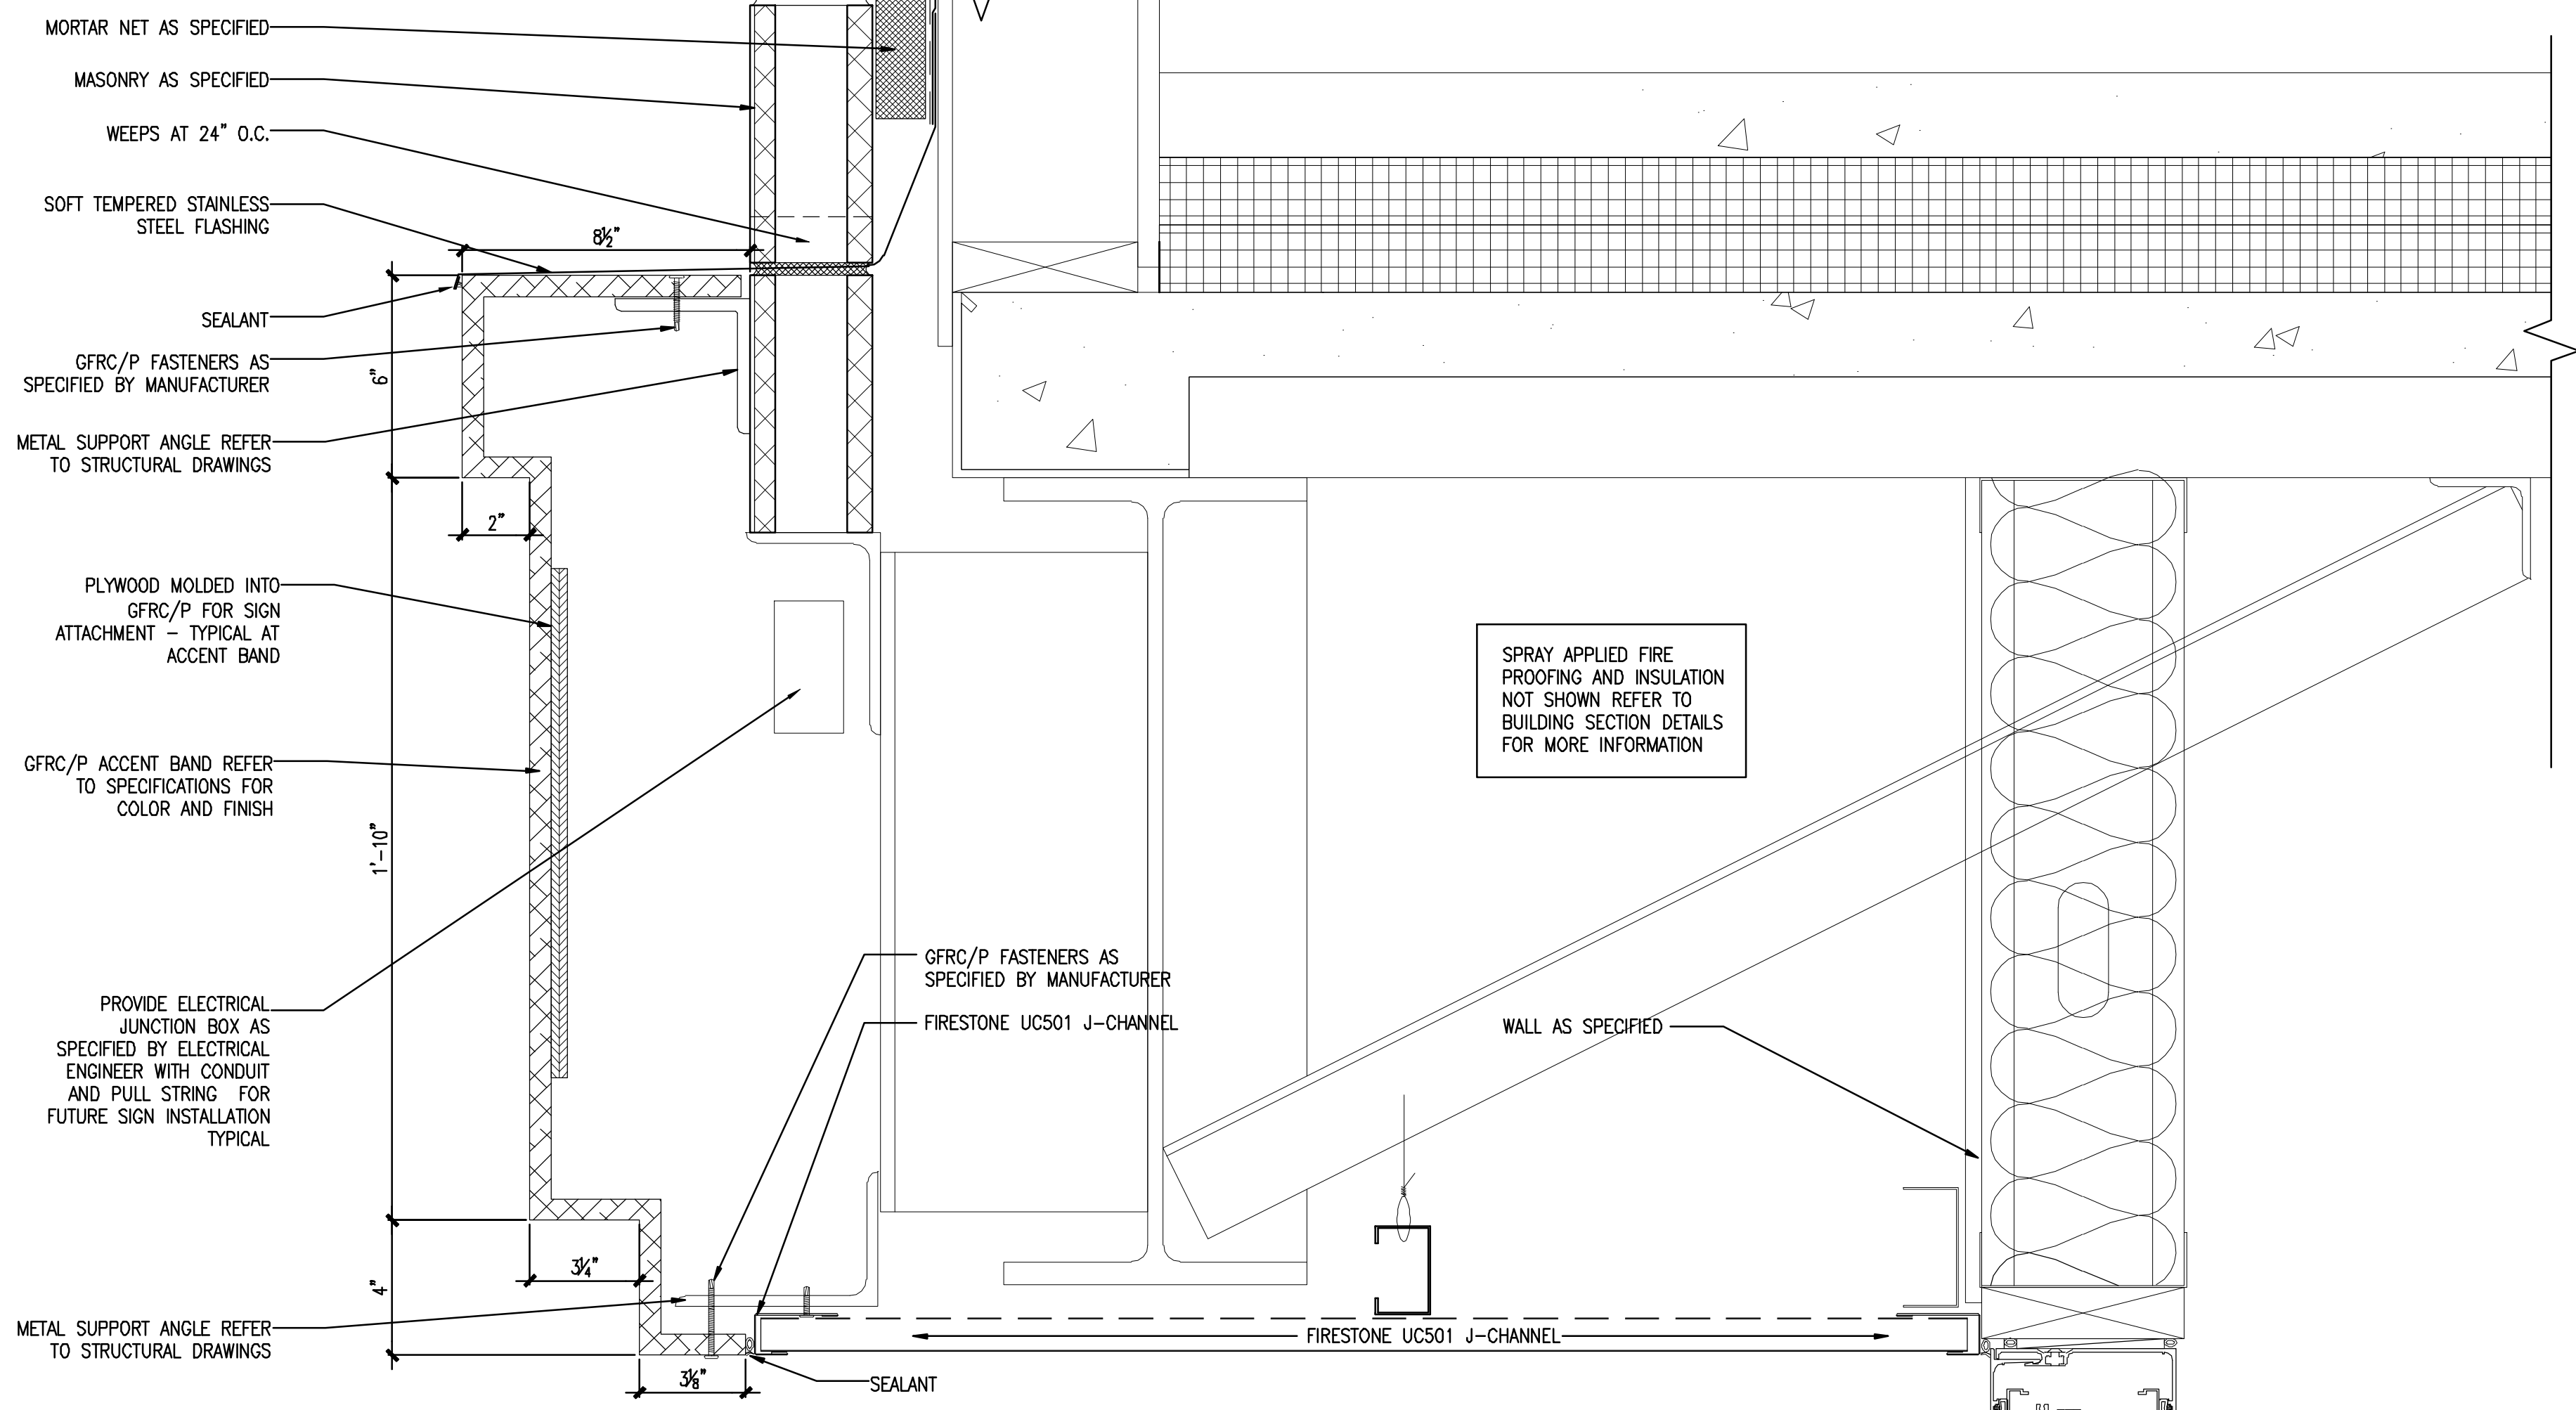 MORTAR NET AS SPECIFIED
MASONRY AS SPECIFIED
WEEPS AT 24" O.C.
SOFT TEMPERED STAINLESS
STEEL FLASHING
8½"
SEALANT
GFRC/P FASTENERS AS
SPECIFIED BY MANUFACTURER
6"
METAL SUPPORT ANGLE REFER
TO STRUCTURAL DRAWINGS
2"
PLYWOOD MOLDED INTO
GFRC/P FOR SIGN
ATTACHMENT - TYPICAL AT
ACCENT BAND
SPRAY APPLIED FIRE
PROOFING AND INSULATION
NOT SHOWN REFER TO
BUILDING SECTION DETAILS
FOR MORE INFORMATION
GFRC/P ACCENT BAND REFER
TO SPECIFICATIONS FOR
COLOR AND FINISH
1'-10"
GFRC/P FASTENERS AS
SPECIFIED BY MANUFACTURER
FIRESTONE UC501 J-CHANNEL
WALL AS SPECIFIED
PROVIDE ELECTRICAL
JUNCTION BOX AS
SPECIFIED BY ELECTRICAL
ENGINEER WITH CONDUIT
AND PULL STRING FOR
FUTURE SIGN INSTALLATION
TYPICAL
3¼"
4"
METAL SUPPORT ANGLE REFER
TO STRUCTURAL DRAWINGS
FIRESTONE UC501 J-CHANNEL
3⅛"
SEALANT